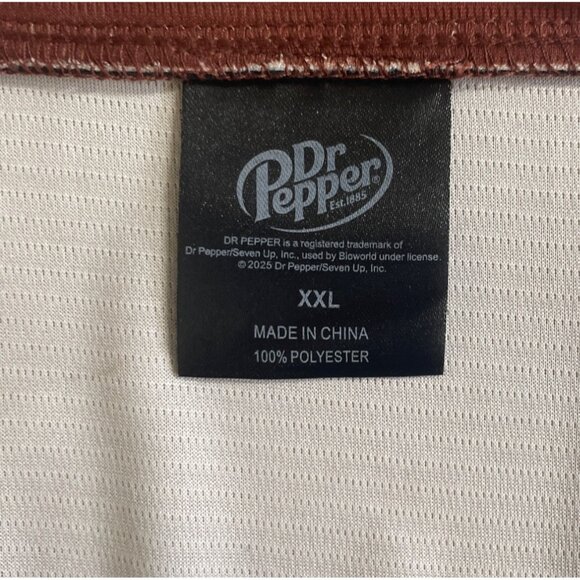 Dr
Pepper®
Est.1885
DR PEPPER is a registered trademark of
Dr Pepper/Seven Up, Inc., used by Bioworld under license.
© 2025 Dr Pepper/Seven Up, Inc.
XXL
MADE IN CHINA
100% POLYESTER